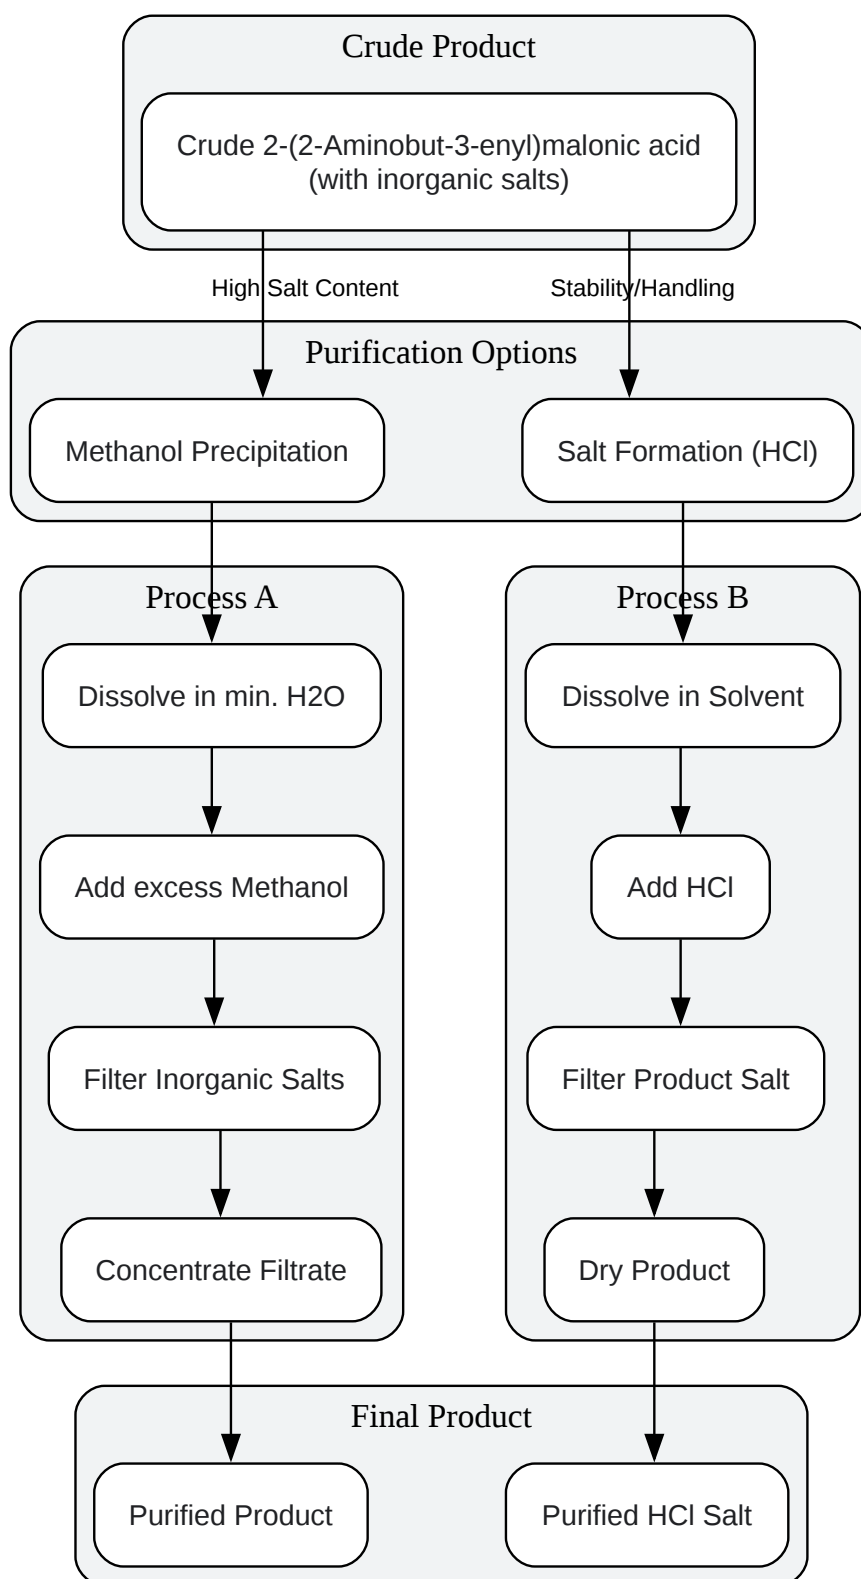 Crude Product
Crude 2-(2-Aminobut-3-enyl)malonic acid
(with inorganic salts)
High Salt Content
Stability/Handling
Purification Options
Methanol Precipitation
Salt Formation (HCl)
Process A
Process B
Dissolve in min. H2O
Dissolve in Solvent
Add excess Methanol
Add HCl
Filter Inorganic Salts
Filter Product Salt
Concentrate Filtrate
Dry Product
Final Product
Purified Product
Purified HCl Salt